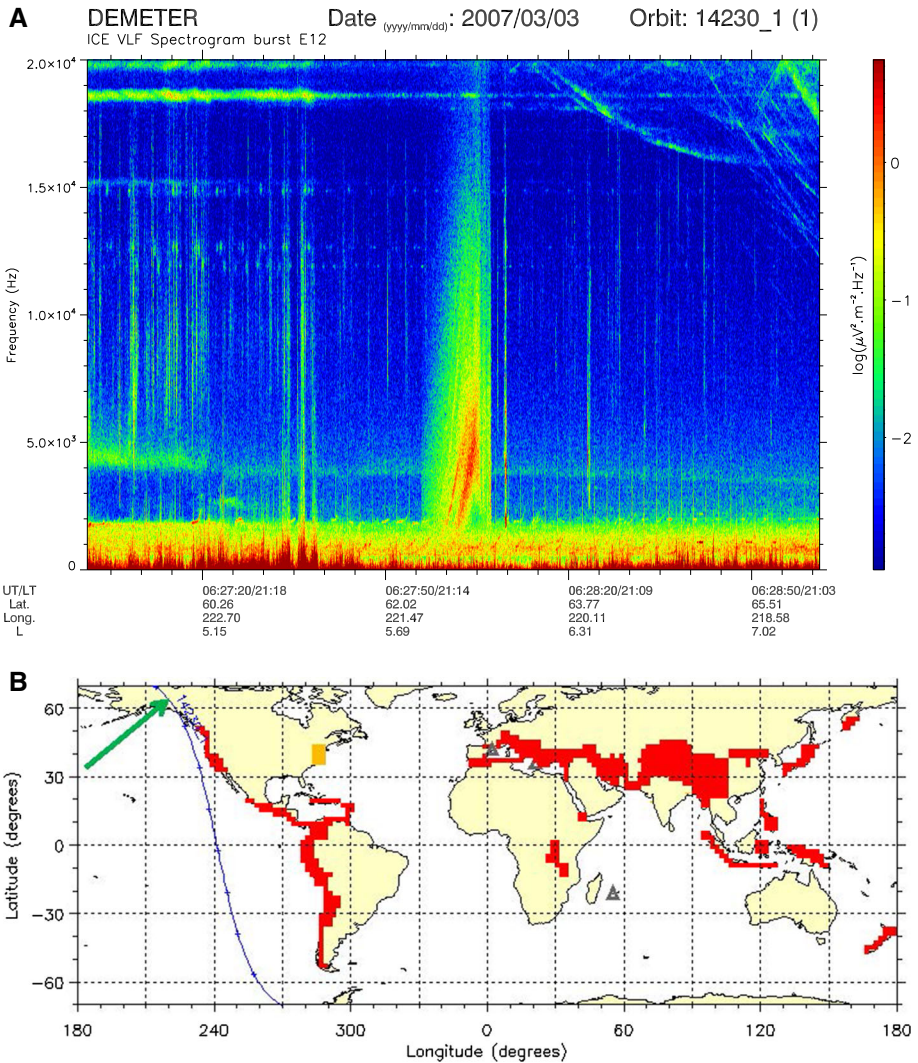 A
DEMETER Date (yyyy/mm/dd): 2007/03/03 Orbit: 14230_1 (1)
ICE VLF Spectrogram burst E12
2.0×10⁴
1.5×10⁴
1.0×10⁴
5.0×10³
0
Frequency (Hz)
0
−1
−2
log(μV².m⁻².Hz⁻¹)
UT/LT 06:27:20/21:18 06:27:50/21:14 06:28:20/21:09 06:28:50/21:03
Lat. 60.26 62.02 63.77 65.51
Long. 222.70 221.47 220.11 218.58
L 5.15 5.69 6.31 7.02
B
60
30
0
−30
−60
Latitude (degrees)
180 240 300 0 60 120 180
Longitude (degrees)